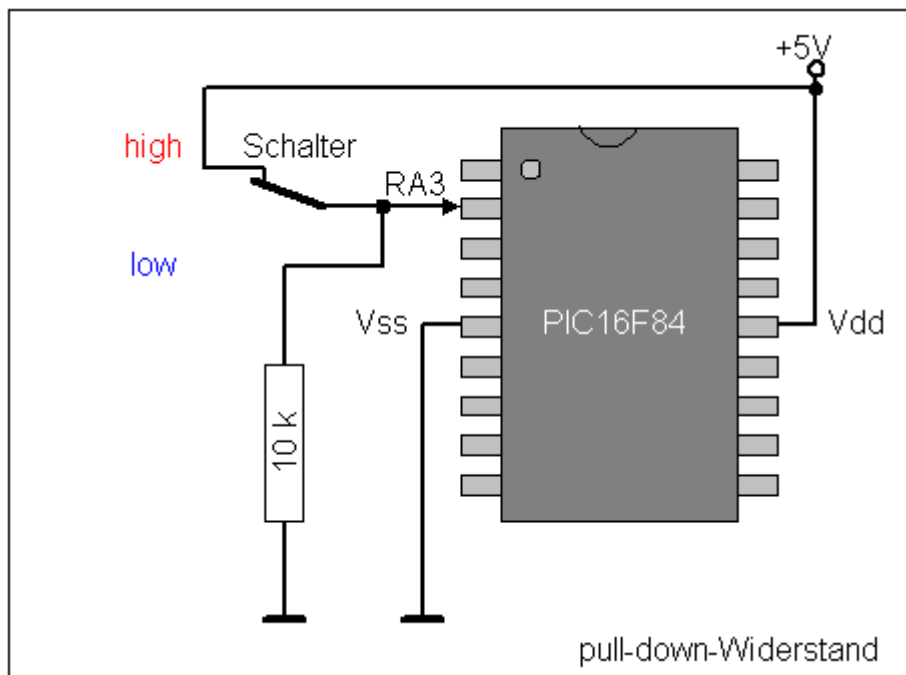 +5V
high
Schalter
RA3
low
Vss
PIC16F84
Vdd
10 k
pull-down-Widerstand